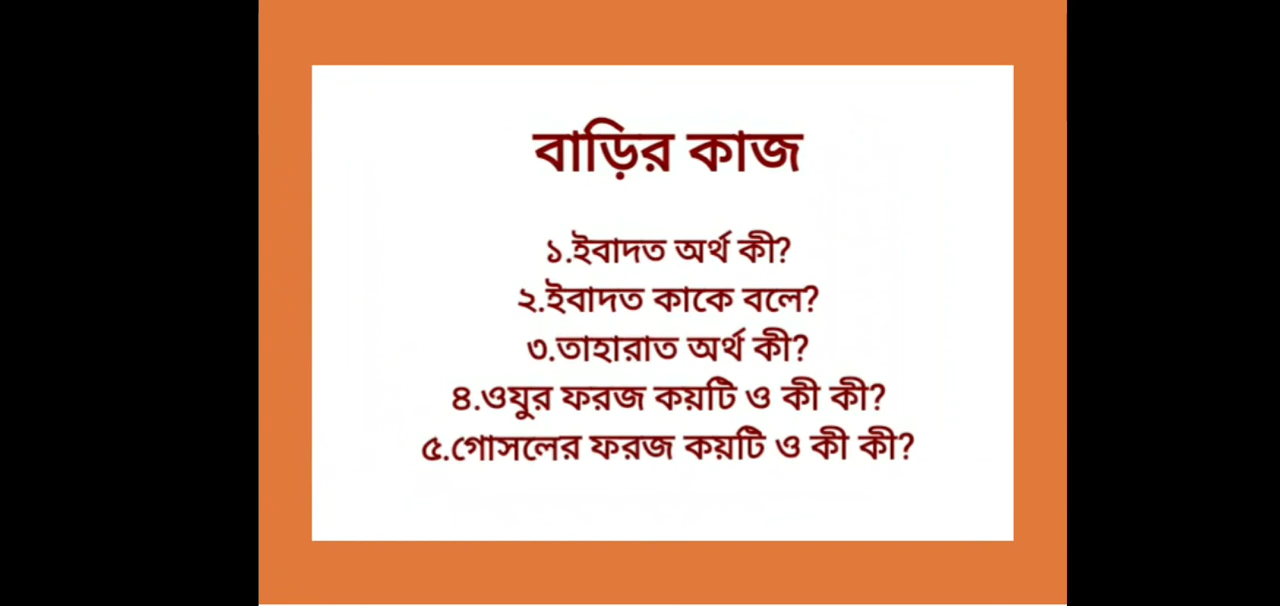 বাড়ির কাজ
১.ইবাদত অর্থ কী?
২.ইবাদত কাকে বলে?
৩.তাহারাত অর্থ কী?
৪.ওযুর ফরজ কয়টি ও কী কী?
৫.গোসলের ফরজ কয়টি ও কী কী?